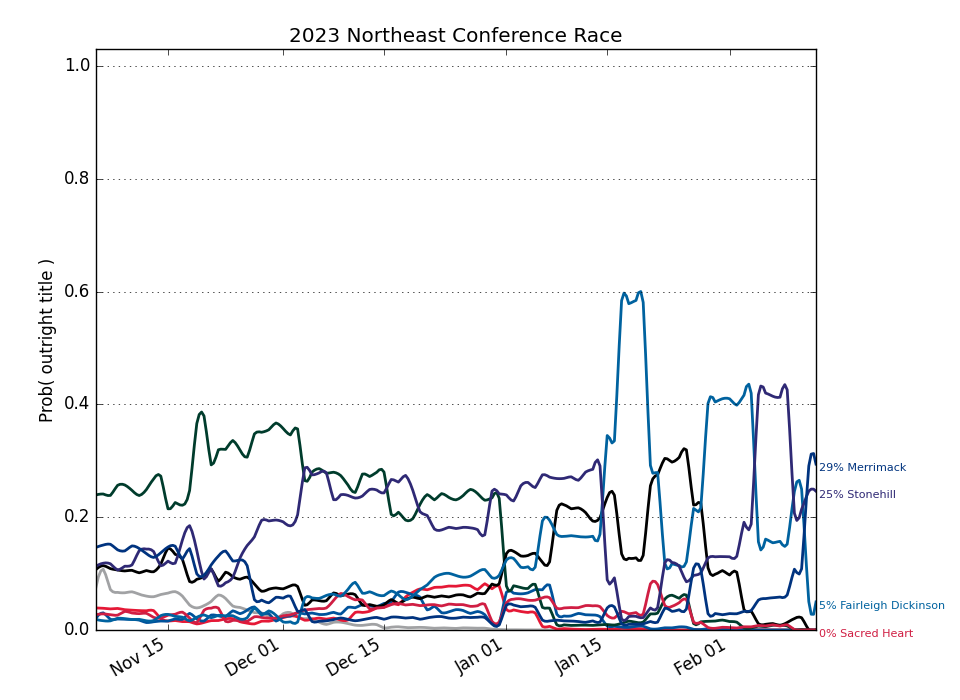 2023 Northeast Conference Race
1.0
0.8
0.6
0.4
0.2
0.0
Prob( outright title )
29% Merrimack
25% Stonehill
5% Fairleigh Dickinson
0% Sacred Heart
Nov 15
Dec 01
Dec 15
Jan 01
Jan 15
Feb 01